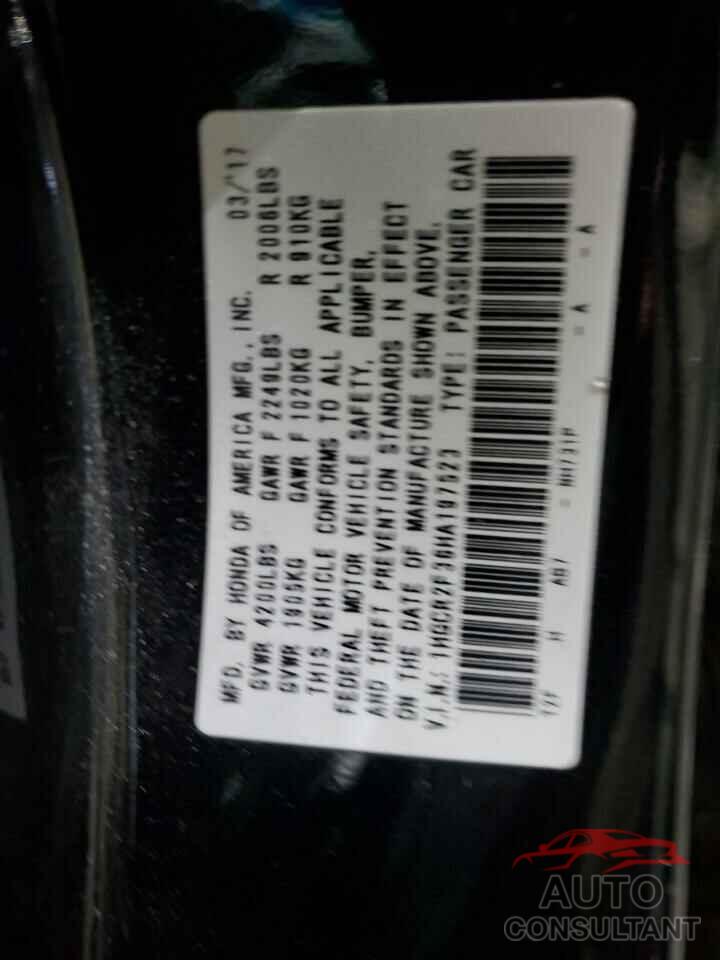 MFD. BY HONDA OF AMERICA MFG., INC. 03/'17
GVWR 4200LBS GAWR F 2249LBS R 2006LBS
GVWR 1905KG GAWR F 1020KG R 910KG
THIS VEHICLE CONFORMS TO ALL APPLICABLE
FEDERAL MOTOR VEHICLE SAFETY, BUMPER,
AND THEFT PREVENTION STANDARDS IN EFFECT
ON THE DATE OF MANUFACTURE SHOWN ABOVE.
V.I.N.: 1HGCR2F36HA197523 TYPE: PASSENGER CAR
NH731P A A
AUTO
CONSULTANT